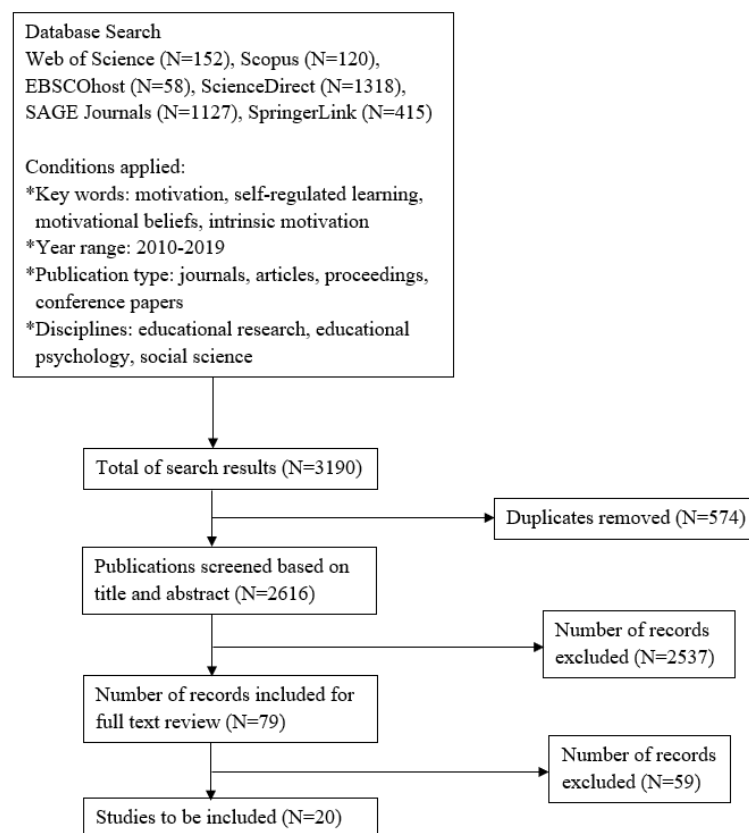 Database Search
Web of Science (N=152), Scopus (N=120),
EBSCOhost (N=58), ScienceDirect (N=1318),
SAGE Journals (N=1127), SpringerLink (N=415)
Conditions applied:
*Key words: motivation, self-regulated learning,
motivational beliefs, intrinsic motivation
*Year range: 2010-2019
*Publication type: journals, articles, proceedings,
conference papers
*Disciplines: educational research, educational
psychology, social science
Total of search results (N=3190)
Duplicates removed (N=574)
Publications screened based on
title and abstract (N=2616)
Number of records
excluded (N=2537)
Number of records included for
full text review (N=79)
Number of records
excluded (N=59)
Studies to be included (N=20)